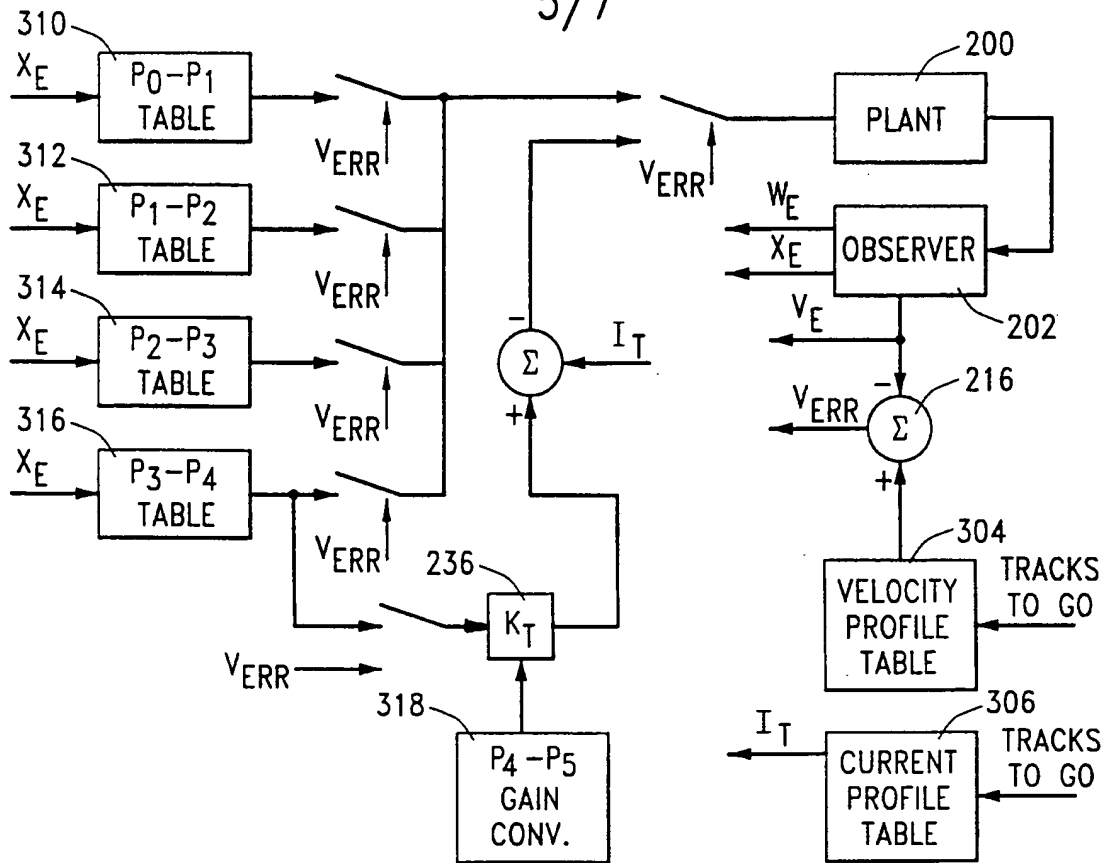 5/7
310
X_E
P_0-P_1
TABLE
V_ERR
312
X_E
P_1-P_2
TABLE
V_ERR
314
X_E
P_2-P_3
TABLE
V_ERR
316
X_E
P_3-P_4
TABLE
V_ERR
236
K_T
V_ERR
318
P_4-P_5
GAIN
CONV.
-
Σ
I_T
+
V_ERR
200
PLANT
W_E
X_E
OBSERVER
202
V_E
-
216
V_ERR
Σ
+
304
VELOCITY
PROFILE
TABLE
TRACKS
TO GO
306
I_T
CURRENT
PROFILE
TABLE
TRACKS
TO GO